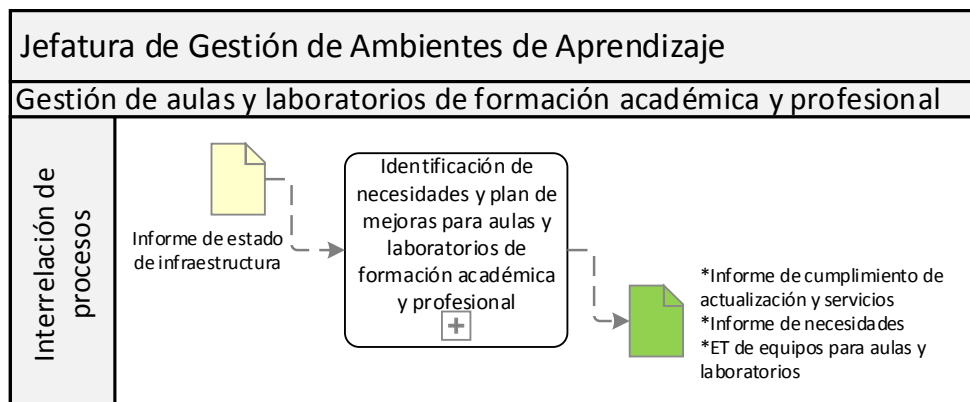 Jefatura de Gestión de Ambientes de Aprendizaje
Gestión de aulas y laboratorios de formación académica y profesional
Interrelación de
procesos
Informe de estado
de infraestructura
Identificación de
necesidades y plan de
mejoras para aulas y
laboratorios de
formación académica
y profesional
*Informe de cumplimiento de
actualización y servicios
*Informe de necesidades
*ET de equipos para aulas y
laboratorios